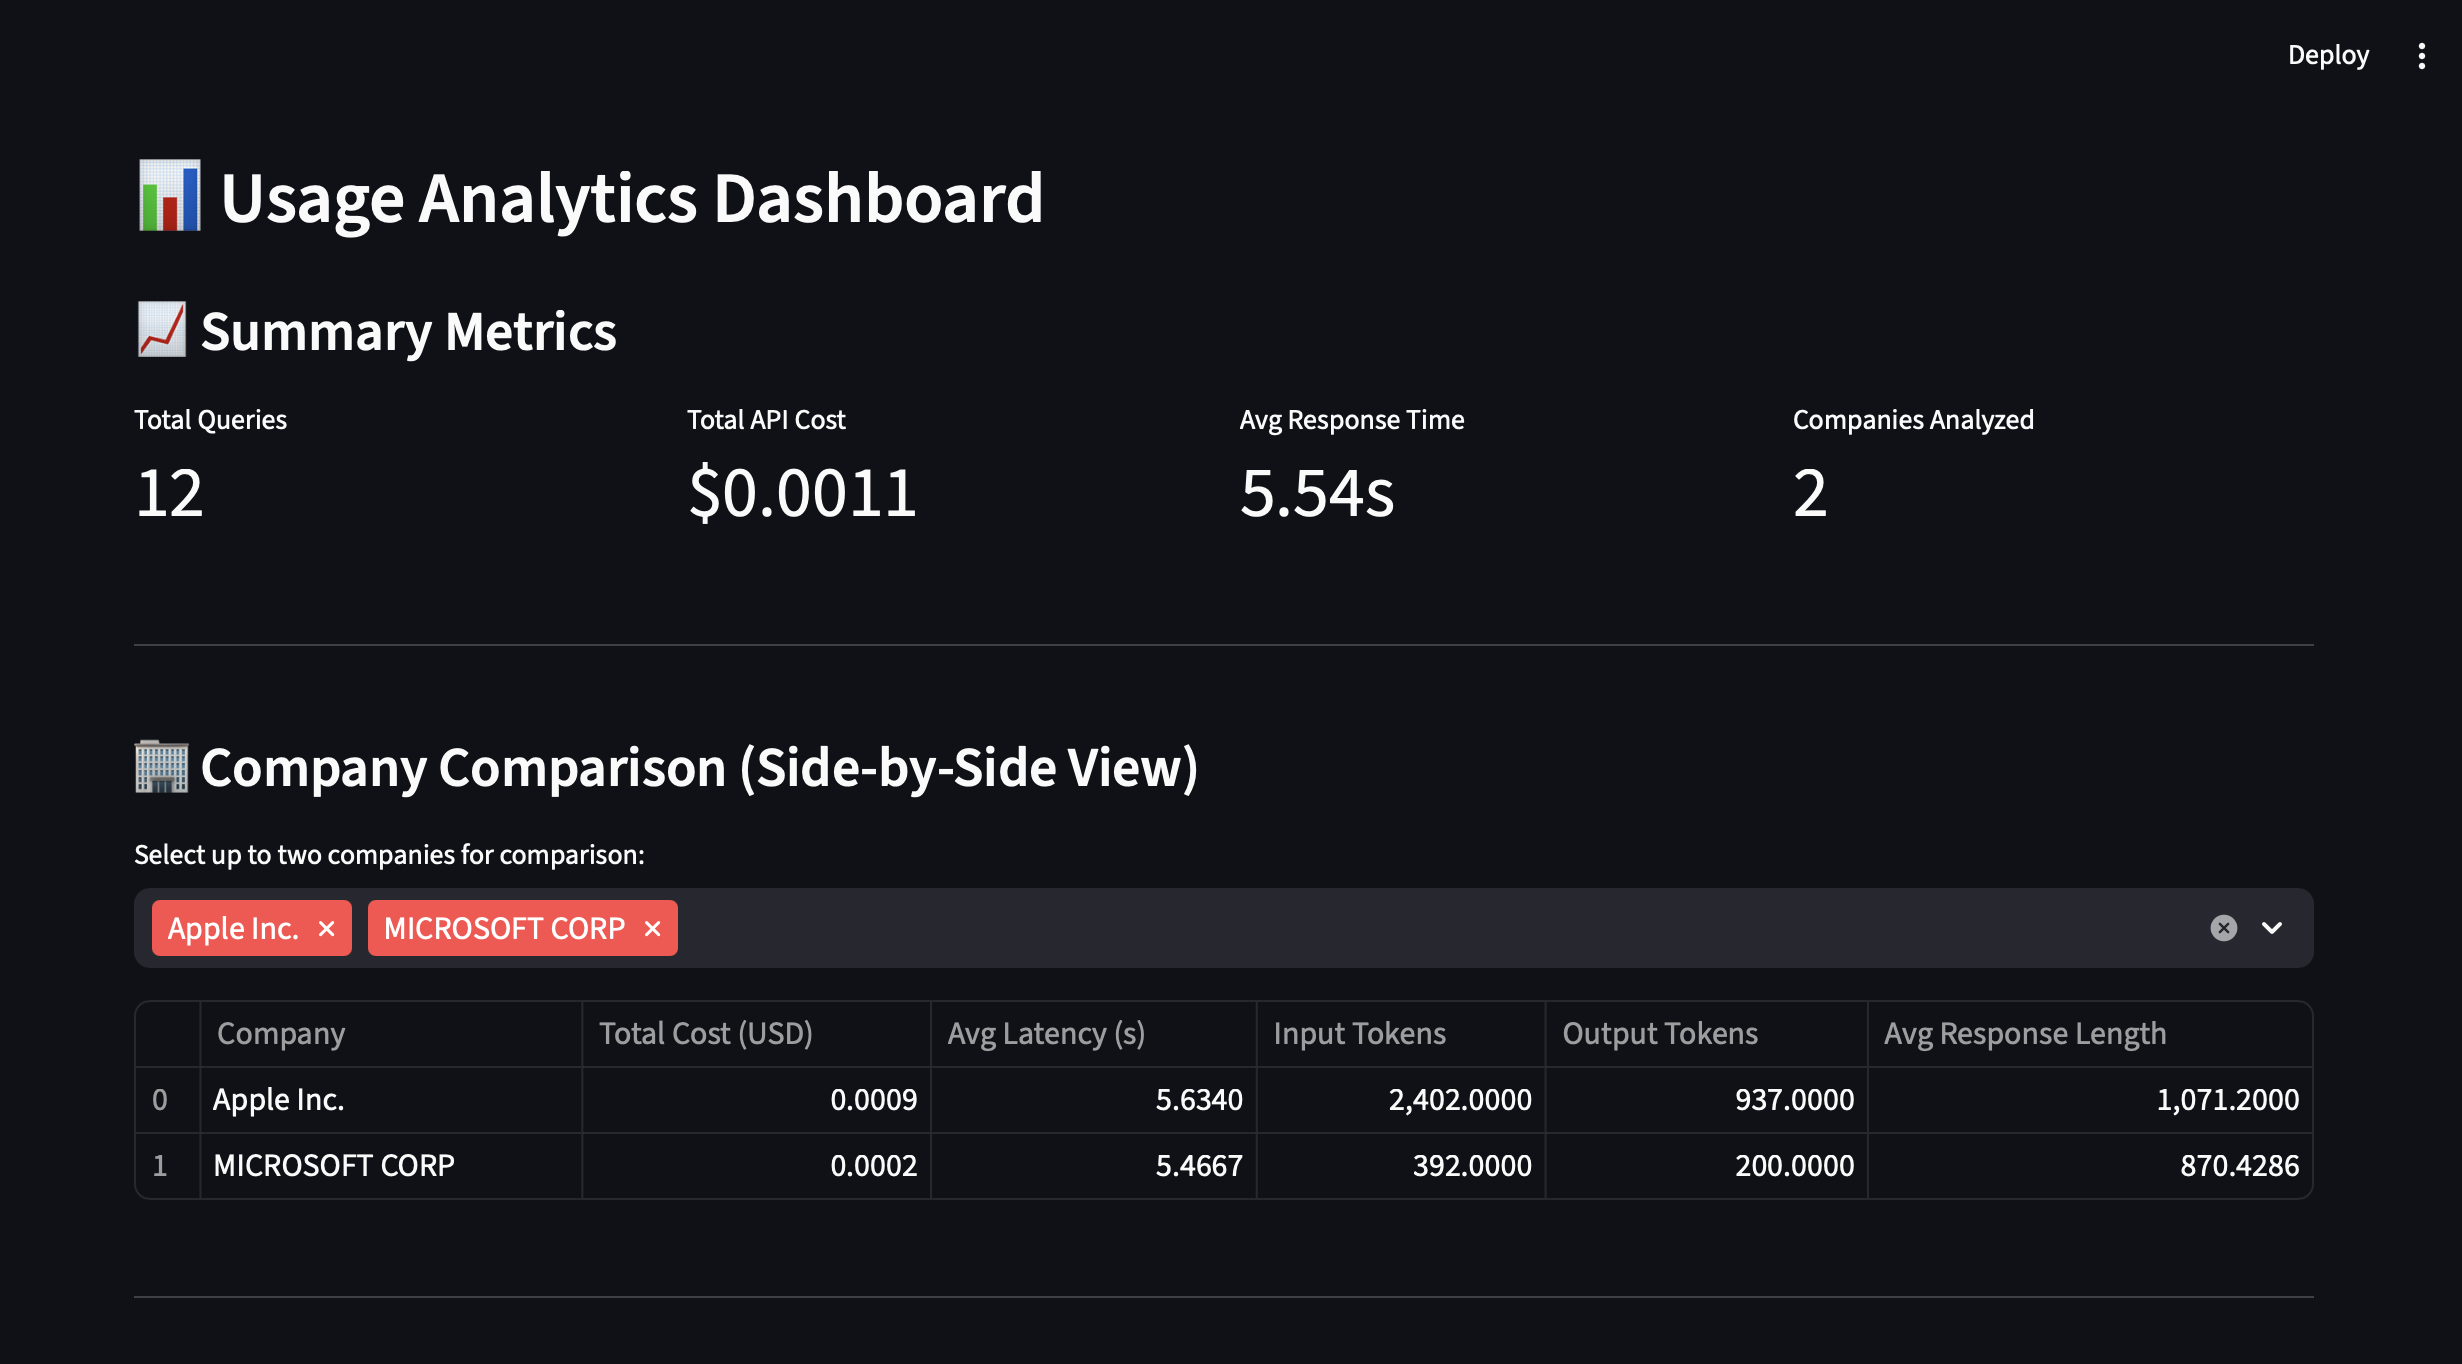 Deploy
Usage Analytics Dashboard
Summary Metrics
Total Queries Total API Cost Avg Response Time Companies Analyzed
12 $0.0011 5.54s 2
Company Comparison (Side-by-Side View)
Select up to two companies for comparison:
Apple Inc. MICROSOFT CORP
Company Total Cost (USD) Avg Latency (s) Input Tokens Output Tokens Avg Response Length
0 Apple Inc. 0.0009 5.6340 2,402.0000 937.0000 1,071.2000
1 MICROSOFT CORP 0.0002 5.4667 392.0000 200.0000 870.4286